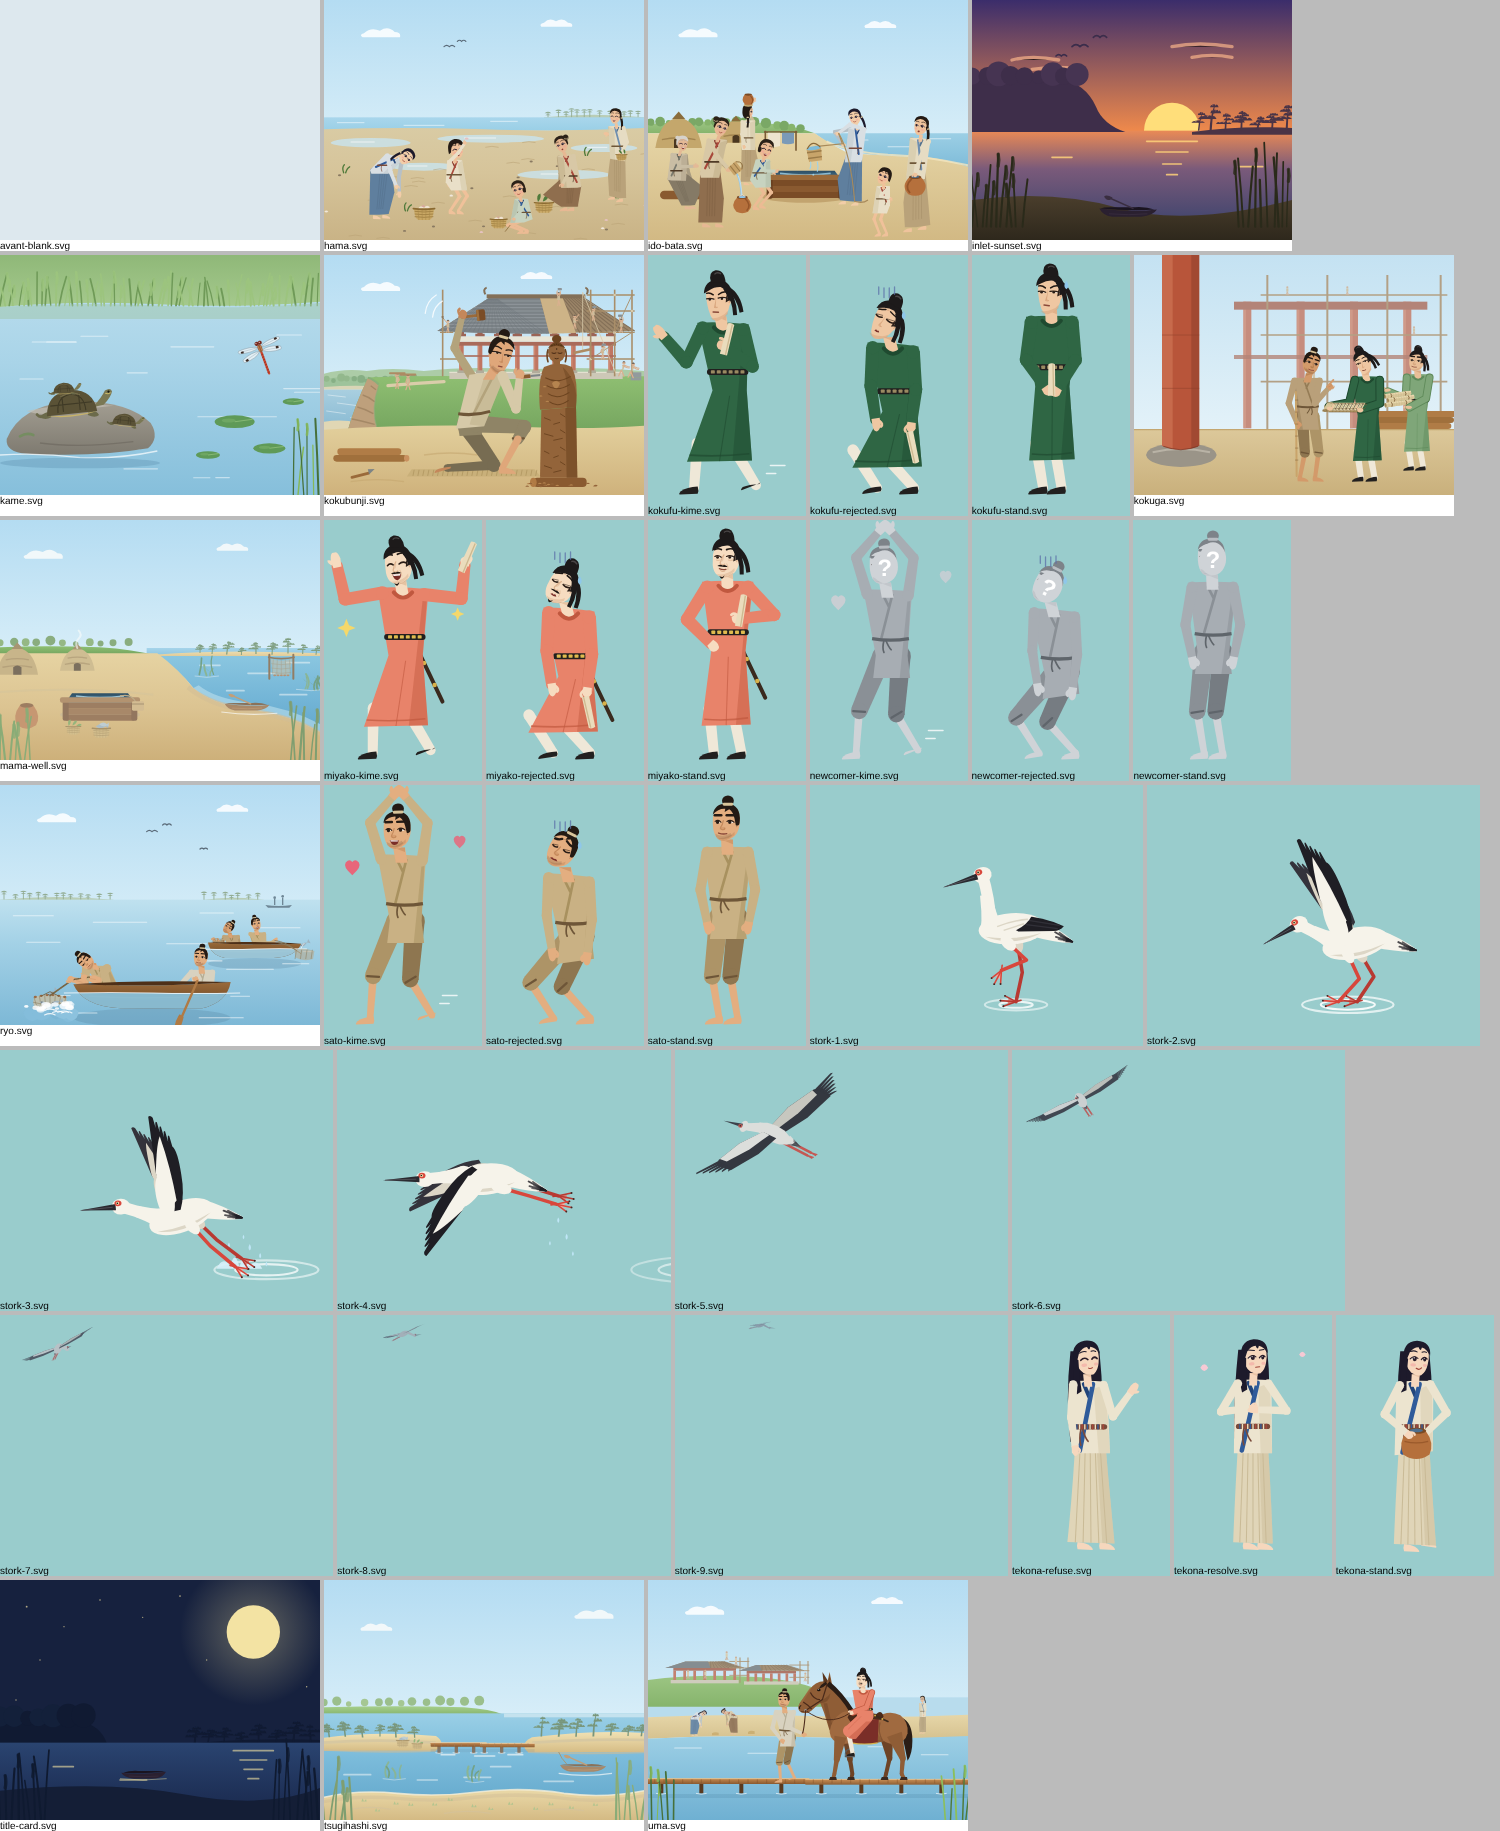 avant-blank.svg
hama.svg
ido-bata.svg
inlet-sunset.svg
kame.svg
kokubunji.svg
kokufu-kime.svg
kokufu-rejected.svg
kokufu-stand.svg
kokuga.svg
mama-well.svg
miyako-kime.svg
miyako-rejected.svg
miyako-stand.svg
?
newcomer-kime.svg
?
newcomer-rejected.svg
?
newcomer-stand.svg
ryo.svg
sato-kime.svg
sato-rejected.svg
sato-stand.svg
stork-1.svg
stork-2.svg
stork-3.svg
stork-4.svg
stork-5.svg
stork-6.svg
stork-7.svg
stork-8.svg
stork-9.svg
tekona-refuse.svg
tekona-resolve.svg
tekona-stand.svg
title-card.svg
tsugihashi.svg
uma.svg